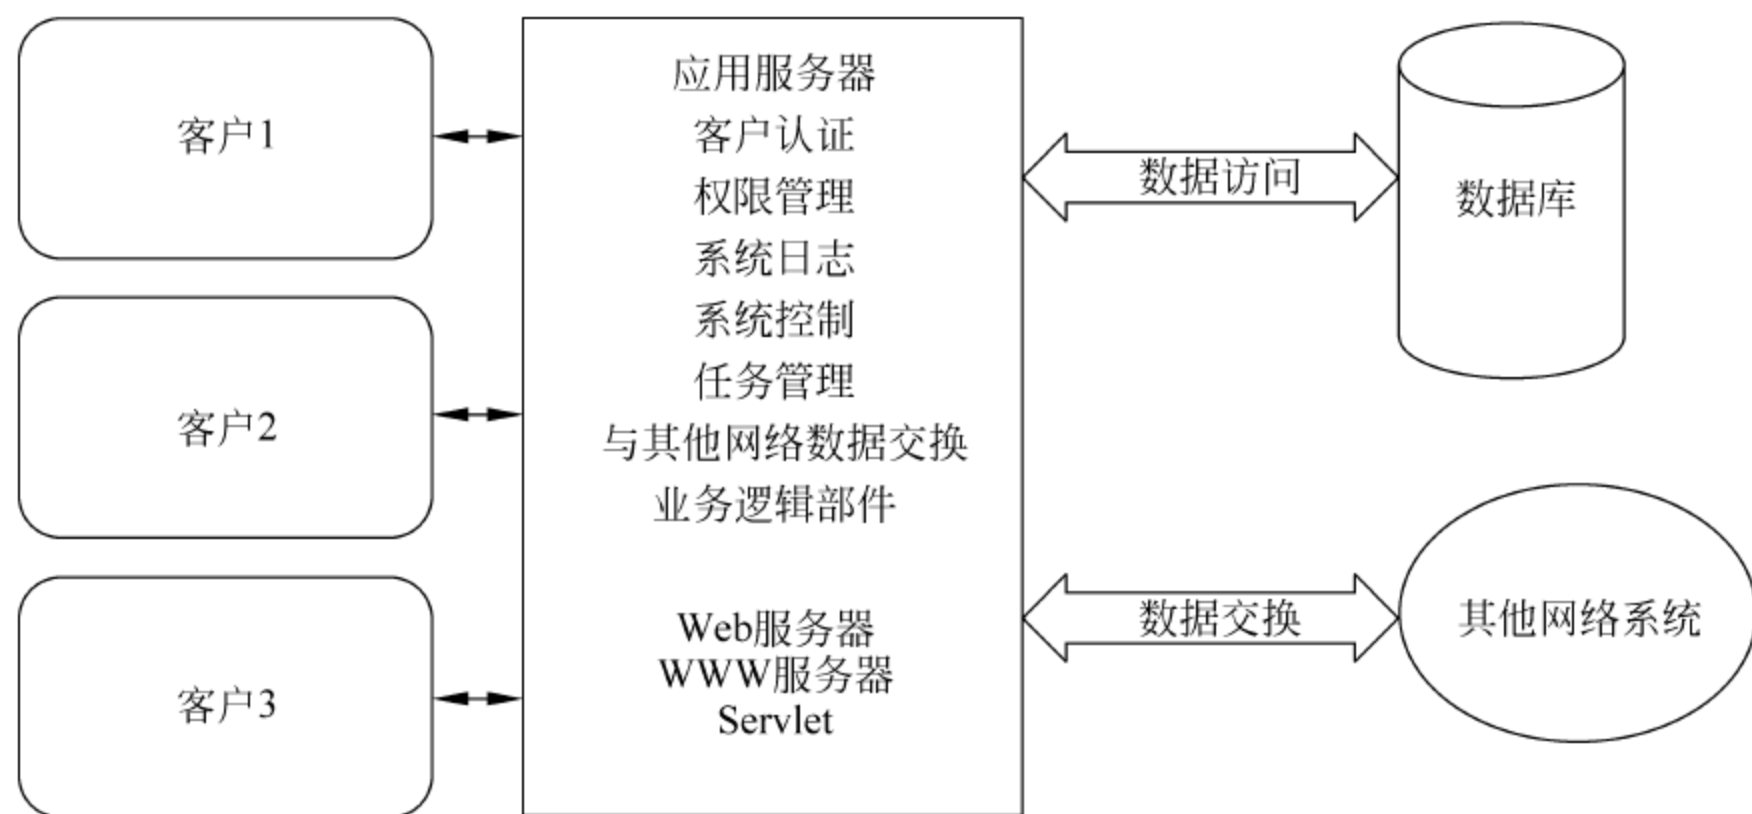 客户1
客户2
客户3
应用服务器
客户认证
权限管理
系统日志
系统控制
任务管理
与其他网络数据交换
业务逻辑部件
Web服务器
WWW服务器
Servlet
数据访问
数据库
数据交换
其他网络系统